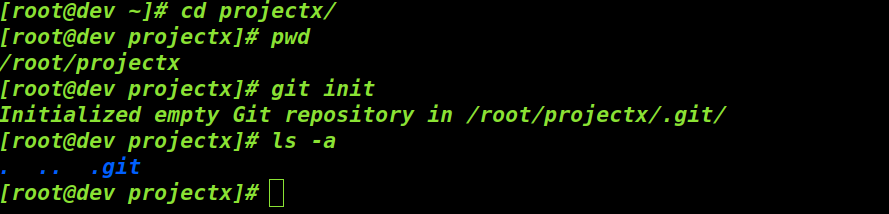 [root@dev ~]# cd projectx/
[root@dev projectx]# pwd
/root/projectx
[root@dev projectx]# git init
Initialized empty Git repository in /root/projectx/.git/
[root@dev projectx]# ls -a
.  ..  .git
[root@dev projectx]#